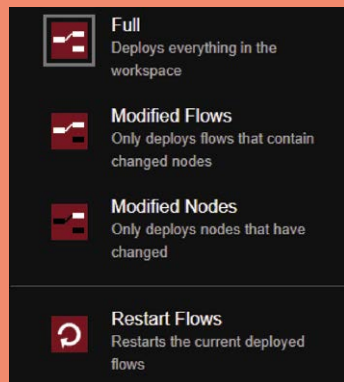 Full
Deploys everything in the
workspace
Modified Flows
Only deploys flows that contain
changed nodes
Modified Nodes
Only deploys nodes that have
changed
Restart Flows
Restarts the current deployed
flows